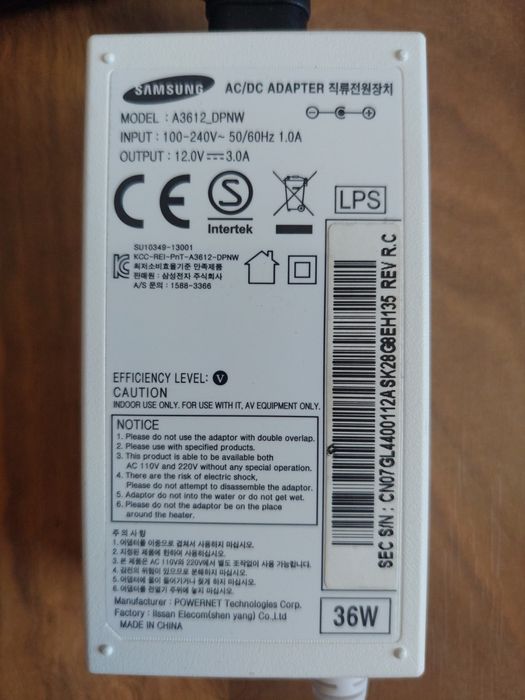 SAMSUNG
AC/DC ADAPTER 직류전원장치
MODEL : A3612_DPNW
INPUT : 100-240V~ 50/60Hz 1.0A
OUTPUT : 12.0V⎓3.0A
CE
S
Intertek
LPS
SU10349-13001
KCC-REI-PnT-A3612-DPNW
최저소비효율기준 만족제품
판매원 : 삼성전자 주식회사
A/S 문의 : 1588-3366
EFFICIENCY LEVEL: V
CAUTION
INDOOR USE ONLY. FOR USE WITH IT, AV EQUIPMENT ONLY.
NOTICE
1. Please do not use the adaptor with double overlap.
2. Please use with specified products.
3. This product is able to be available both
AC 110V and 220V without any special operation.
4. There are the risk of electric shock,
Please do not attempt to disassemble the adaptor.
5. Adaptor do not into the water or do not get wet.
6. Please do not the adaptor be on the place
around the heater.
주 의 사 항
1. 어댑터를 이중으로 겹쳐서 사용하지 마십시오.
2. 지정된 제품에 한하여 사용하십시오.
3. 본 제품은 AC 110V와 220V에서 별도 조작없이 사용 가능합니다.
4. 감전의 위험이 있으므로 분해하지 마십시오.
5. 어댑터에 물이 들어가거나 젖게 하지 마십시오.
6. 어댑터를 전열기 주위에 놓지 마십시오.
Manufacturer : POWERNET Technologies Corp.
Factory : Ilssan Elecom(shen yang) Co.,Ltd
MADE IN CHINA
36W
SEC S/N : CN07GL4400112ASK28G8EH135 REV R.C